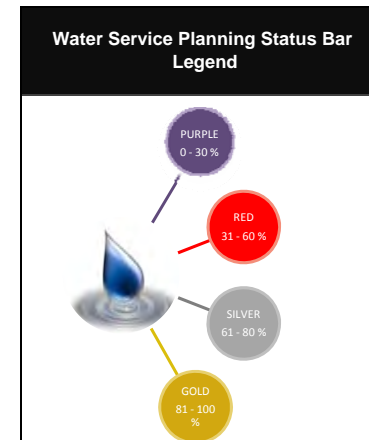 Water Service Planning Status Bar
Legend
PURPLE
0 - 30 %
RED
31 - 60 %
SILVER
61 - 80 %
GOLD
81 - 100
%